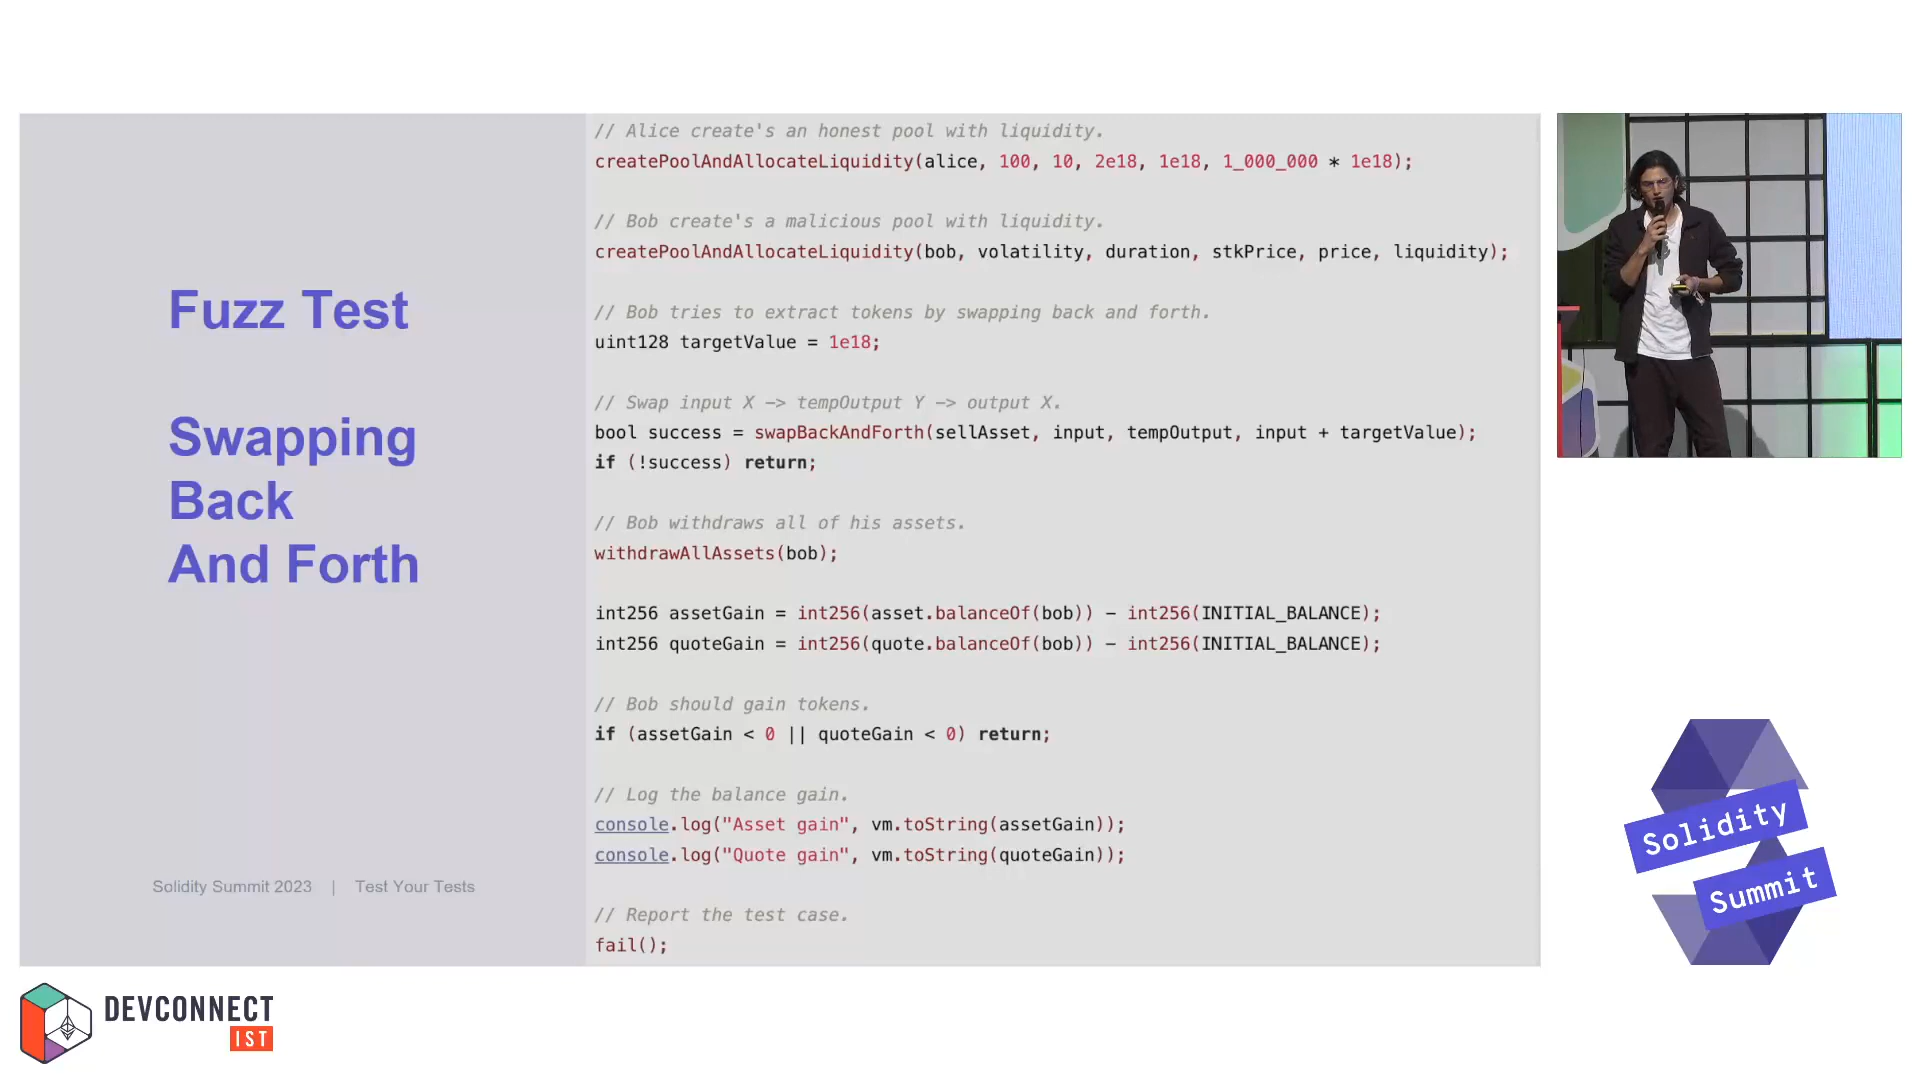 Fuzz Test
Swapping
Back
And Forth
Solidity Summit 2023 | Test Your Tests
// Alice create's an honest pool with liquidity.
createPoolAndAllocateLiquidity(alice, 100, 10, 2e18, 1e18, 1_000_000 * 1e18);
// Bob create's a malicious pool with liquidity.
createPoolAndAllocateLiquidity(bob, volatility, duration, stkPrice, price, liquidity);
// Bob tries to extract tokens by swapping back and forth.
uint128 targetValue = 1e18;
// Swap input X -> tempOutput Y -> output X.
bool success = swapBackAndForth(sellAsset, input, tempOutput, input + targetValue);
if (!success) return;
// Bob withdraws all of his assets.
withdrawAllAssets(bob);
int256 assetGain = int256(asset.balanceOf(bob)) - int256(INITIAL_BALANCE);
int256 quoteGain = int256(quote.balanceOf(bob)) - int256(INITIAL_BALANCE);
// Bob should gain tokens.
if (assetGain < 0 || quoteGain < 0) return;
// Log the balance gain.
console.log("Asset gain", vm.toString(assetGain));
console.log("Quote gain", vm.toString(quoteGain));
// Report the test case.
fail();
Solidity
Summit
DEVCONNECT
IST